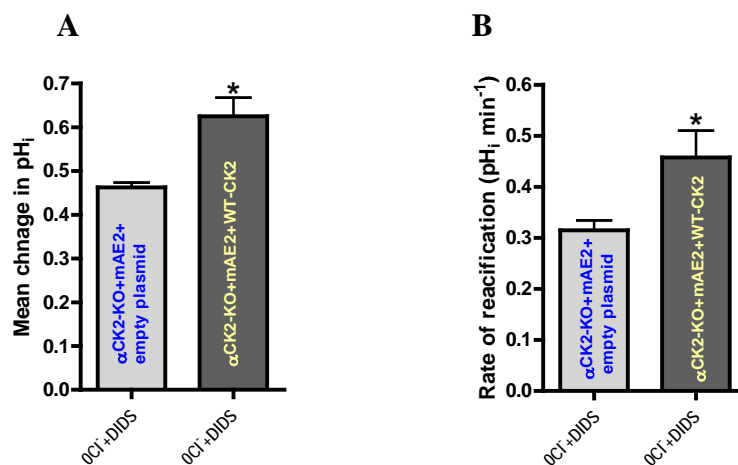 A
Mean chnage in pHi
0.7
0.6
0.5
0.4
0.3
0.2
0.1
0.0
*
αCK2-KO+mAE2+
empty plasmid
αCK2-KO+mAE2+WT-CK2
0Cl-+DIDS
0Cl-+DIDS
B
Rate of reacification (pHi min-1)
0.6
0.5
0.4
0.3
0.2
0.1
0.0
*
αCK2-KO+mAE2+
empty plasmid
αCK2-KO+mAE2+WT-CK2
0Cl-+DIDS
0Cl-+DIDS